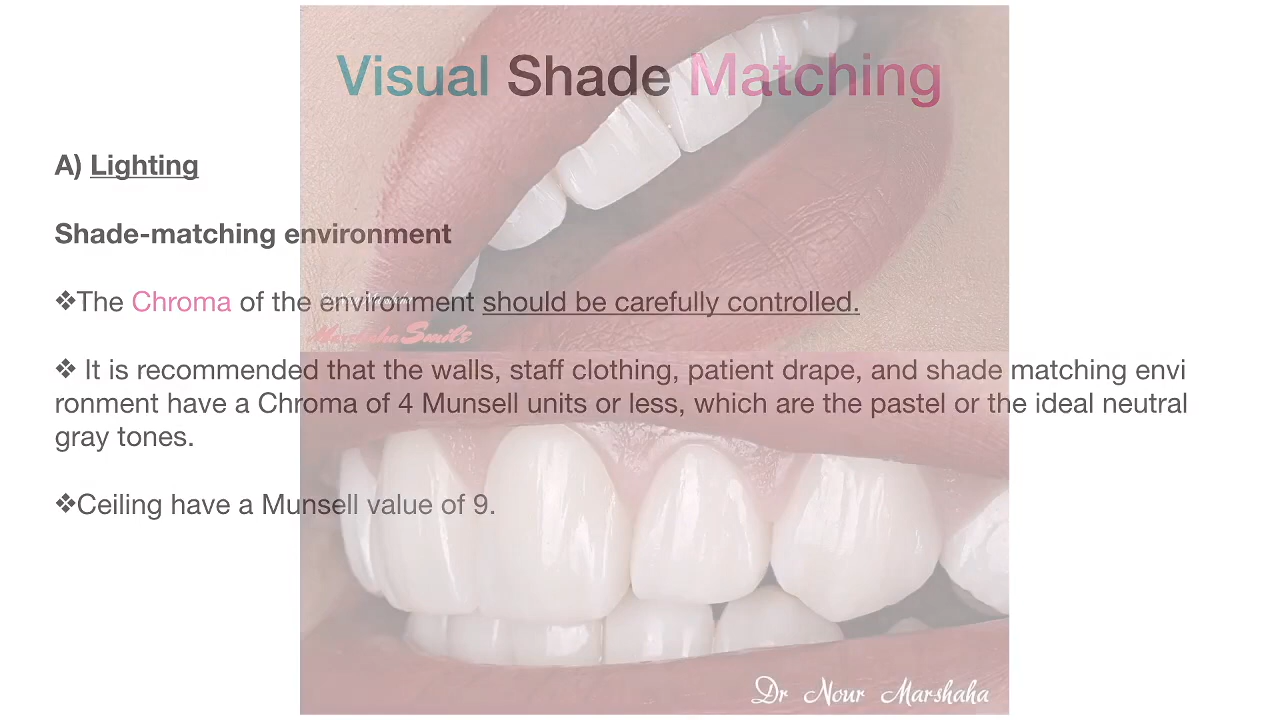 Visual Shade Matching
A) Lighting
Shade-matching environment
❖The Chroma of the environment should be carefully controlled.
Marshaha Smile
❖ It is recommended that the walls, staff clothing, patient drape, and shade matching envi
ronment have a Chroma of 4 Munsell units or less, which are the pastel or the ideal neutral
gray tones.
❖Ceiling have a Munsell value of 9.
Dr Nour Marshaha